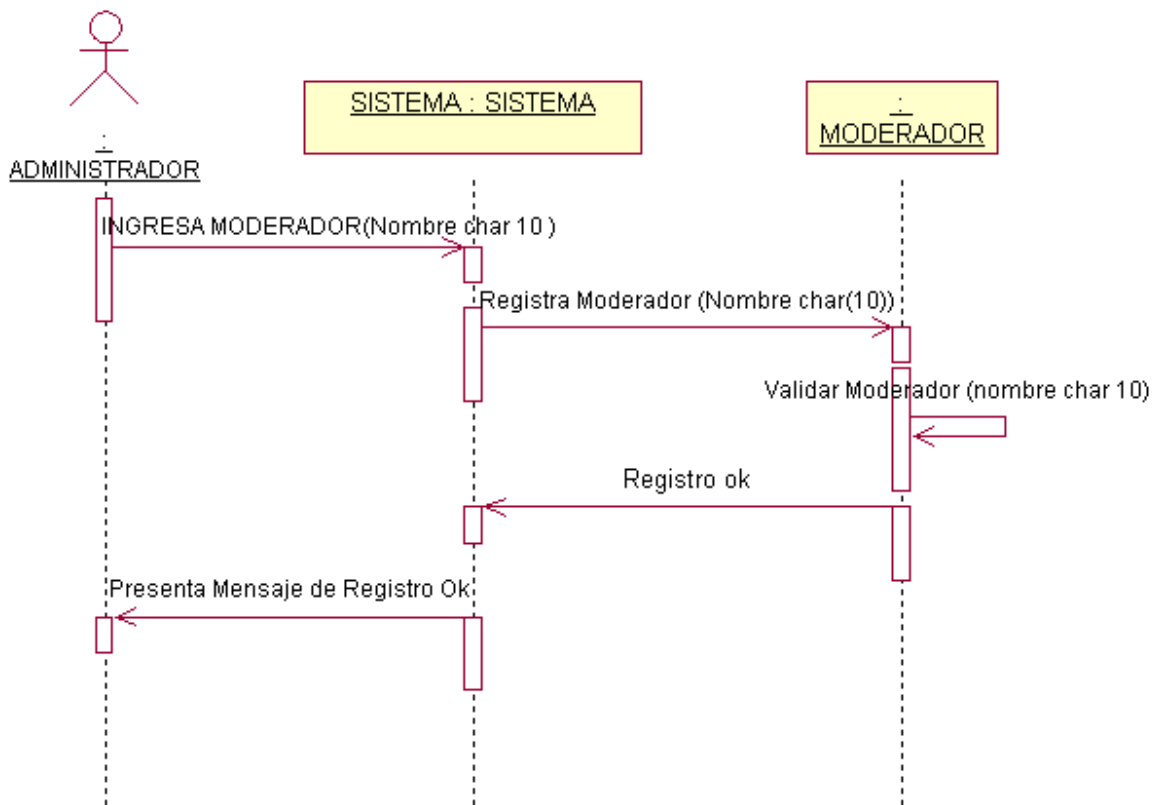 :
ADMINISTRADOR
SISTEMA : SISTEMA
:
MODERADOR
INGRESA MODERADOR(Nombre char 10 )
Registra Moderador (Nombre char(10))
Validar Moderador (nombre char 10)
Registro ok
Presenta Mensaje de Registro Ok